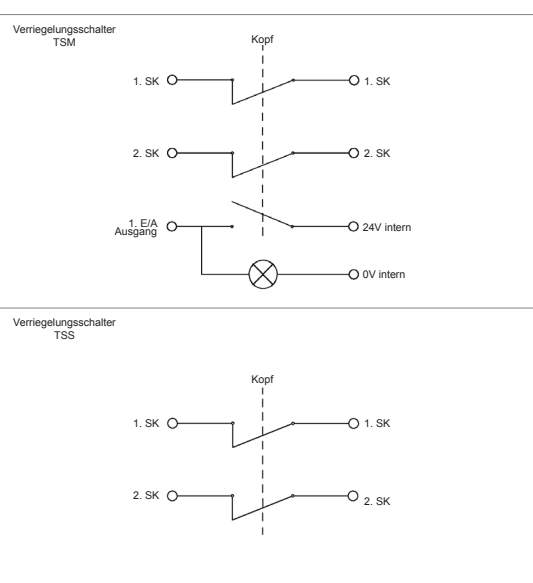 Verriegelungsschalter
TSM
Kopf
1. SK
1. SK
2. SK
2. SK
1. E/A
Ausgang
24V intern
0V intern
Verriegelungsschalter
TSS
Kopf
1. SK
1. SK
2. SK
2. SK